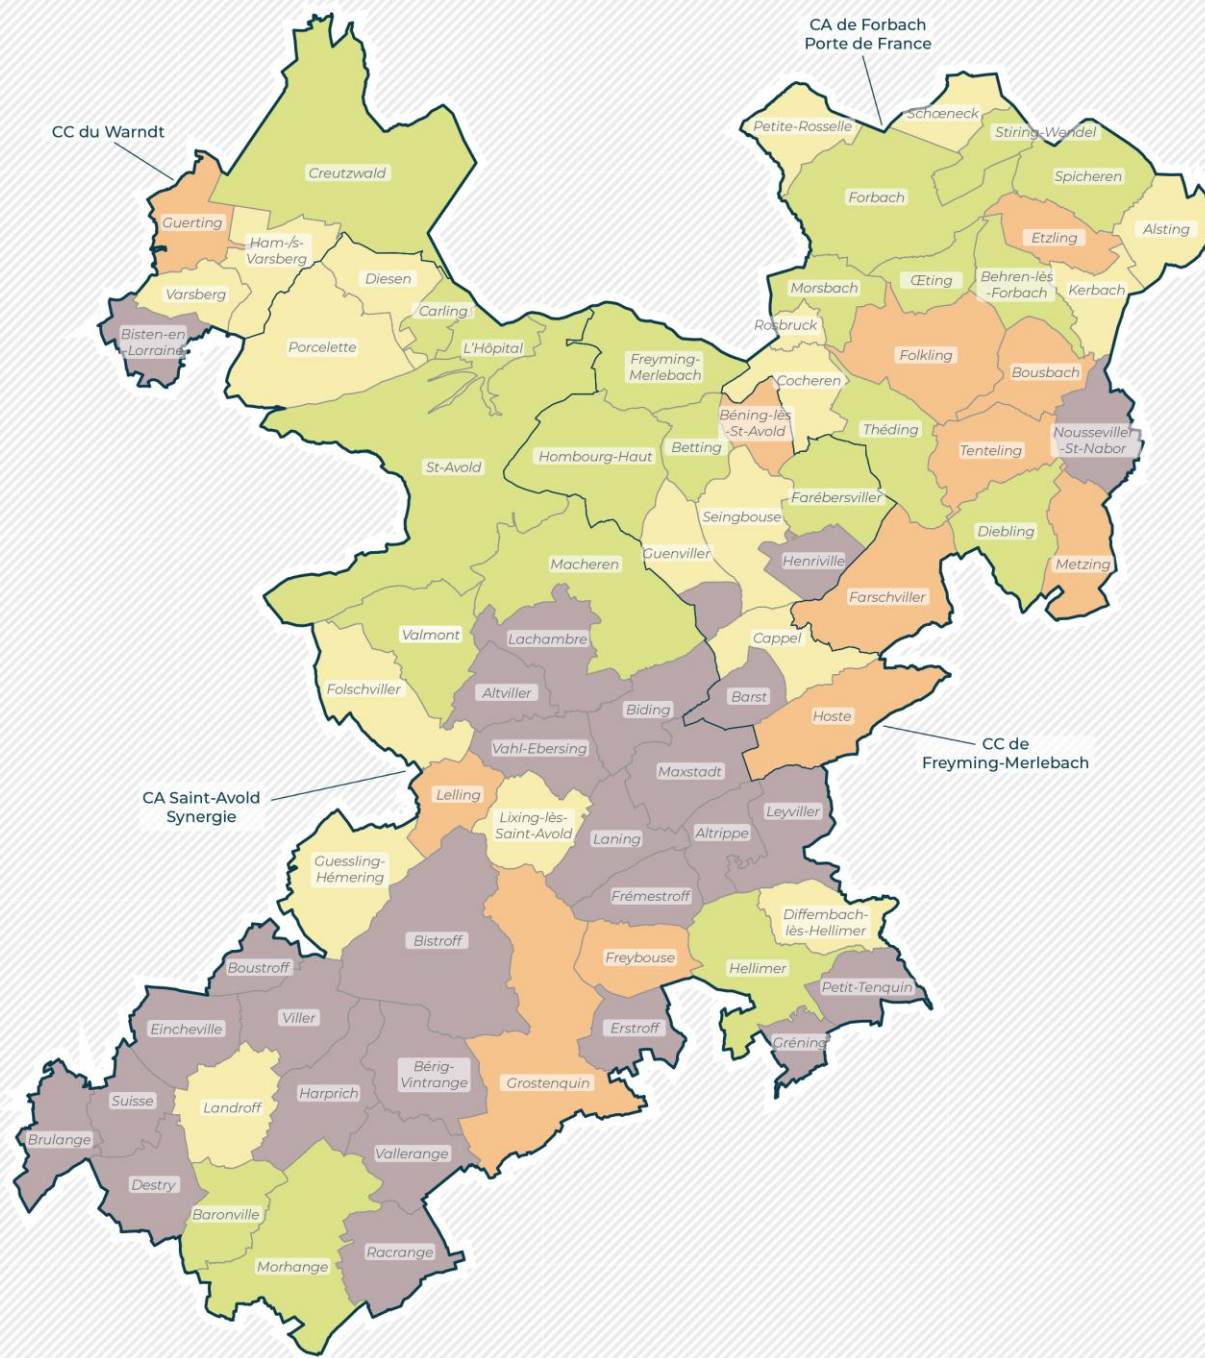 CA de Forbach
Porte de France
Petite-Rosselle
Schœneck
Stiring-Wendel
CC du Warndt
Creutzwald
Spicheren
Forbach
Guerting
Alsting
Etzling
Ham-/s-
Varsberg
Diesen
Œting
Behren-lès
-Forbach
Morsbach
Kerbach
Varsberg
Carling
Rosbruck
Bisten-en
-Lorraine
Porcelette
L'Hôpital
Folkling
Freyming-
Merlebach
Bousbach
Cocheren
Béning-lès
-St-Avold
Théding
Nousseviller
-St-Nabor
Betting
Tenteling
Hombourg-Haut
St-Avold
Farébersviller
Seingbouse
Diebling
Guenviller
Henriville
Macheren
Metzing
Farschviller
Valmont
Lachambre
Cappel
Folschviller
Altviller
Barst
Biding
Hoste
Vahl-Ebersing
CC de
Freyming-Merlebach
Maxstadt
CA Saint-Avold
Synergie
Lelling
Leyviller
Lixing-lès-
Saint-Avold
Altrippe
Laning
Guessling-
Hémering
Frémestroff
Diffembach-
lès-Hellimer
Bistroff
Freybouse
Boustroff
Hellimer
Petit-Tenquin
Viller
Eincheville
Erstroff
Gréning
Bérig-
Vintrange
Grostenquin
Harprich
Suisse
Landroff
Brulange
Vallerange
Destry
Baronville
Racrange
Morhange